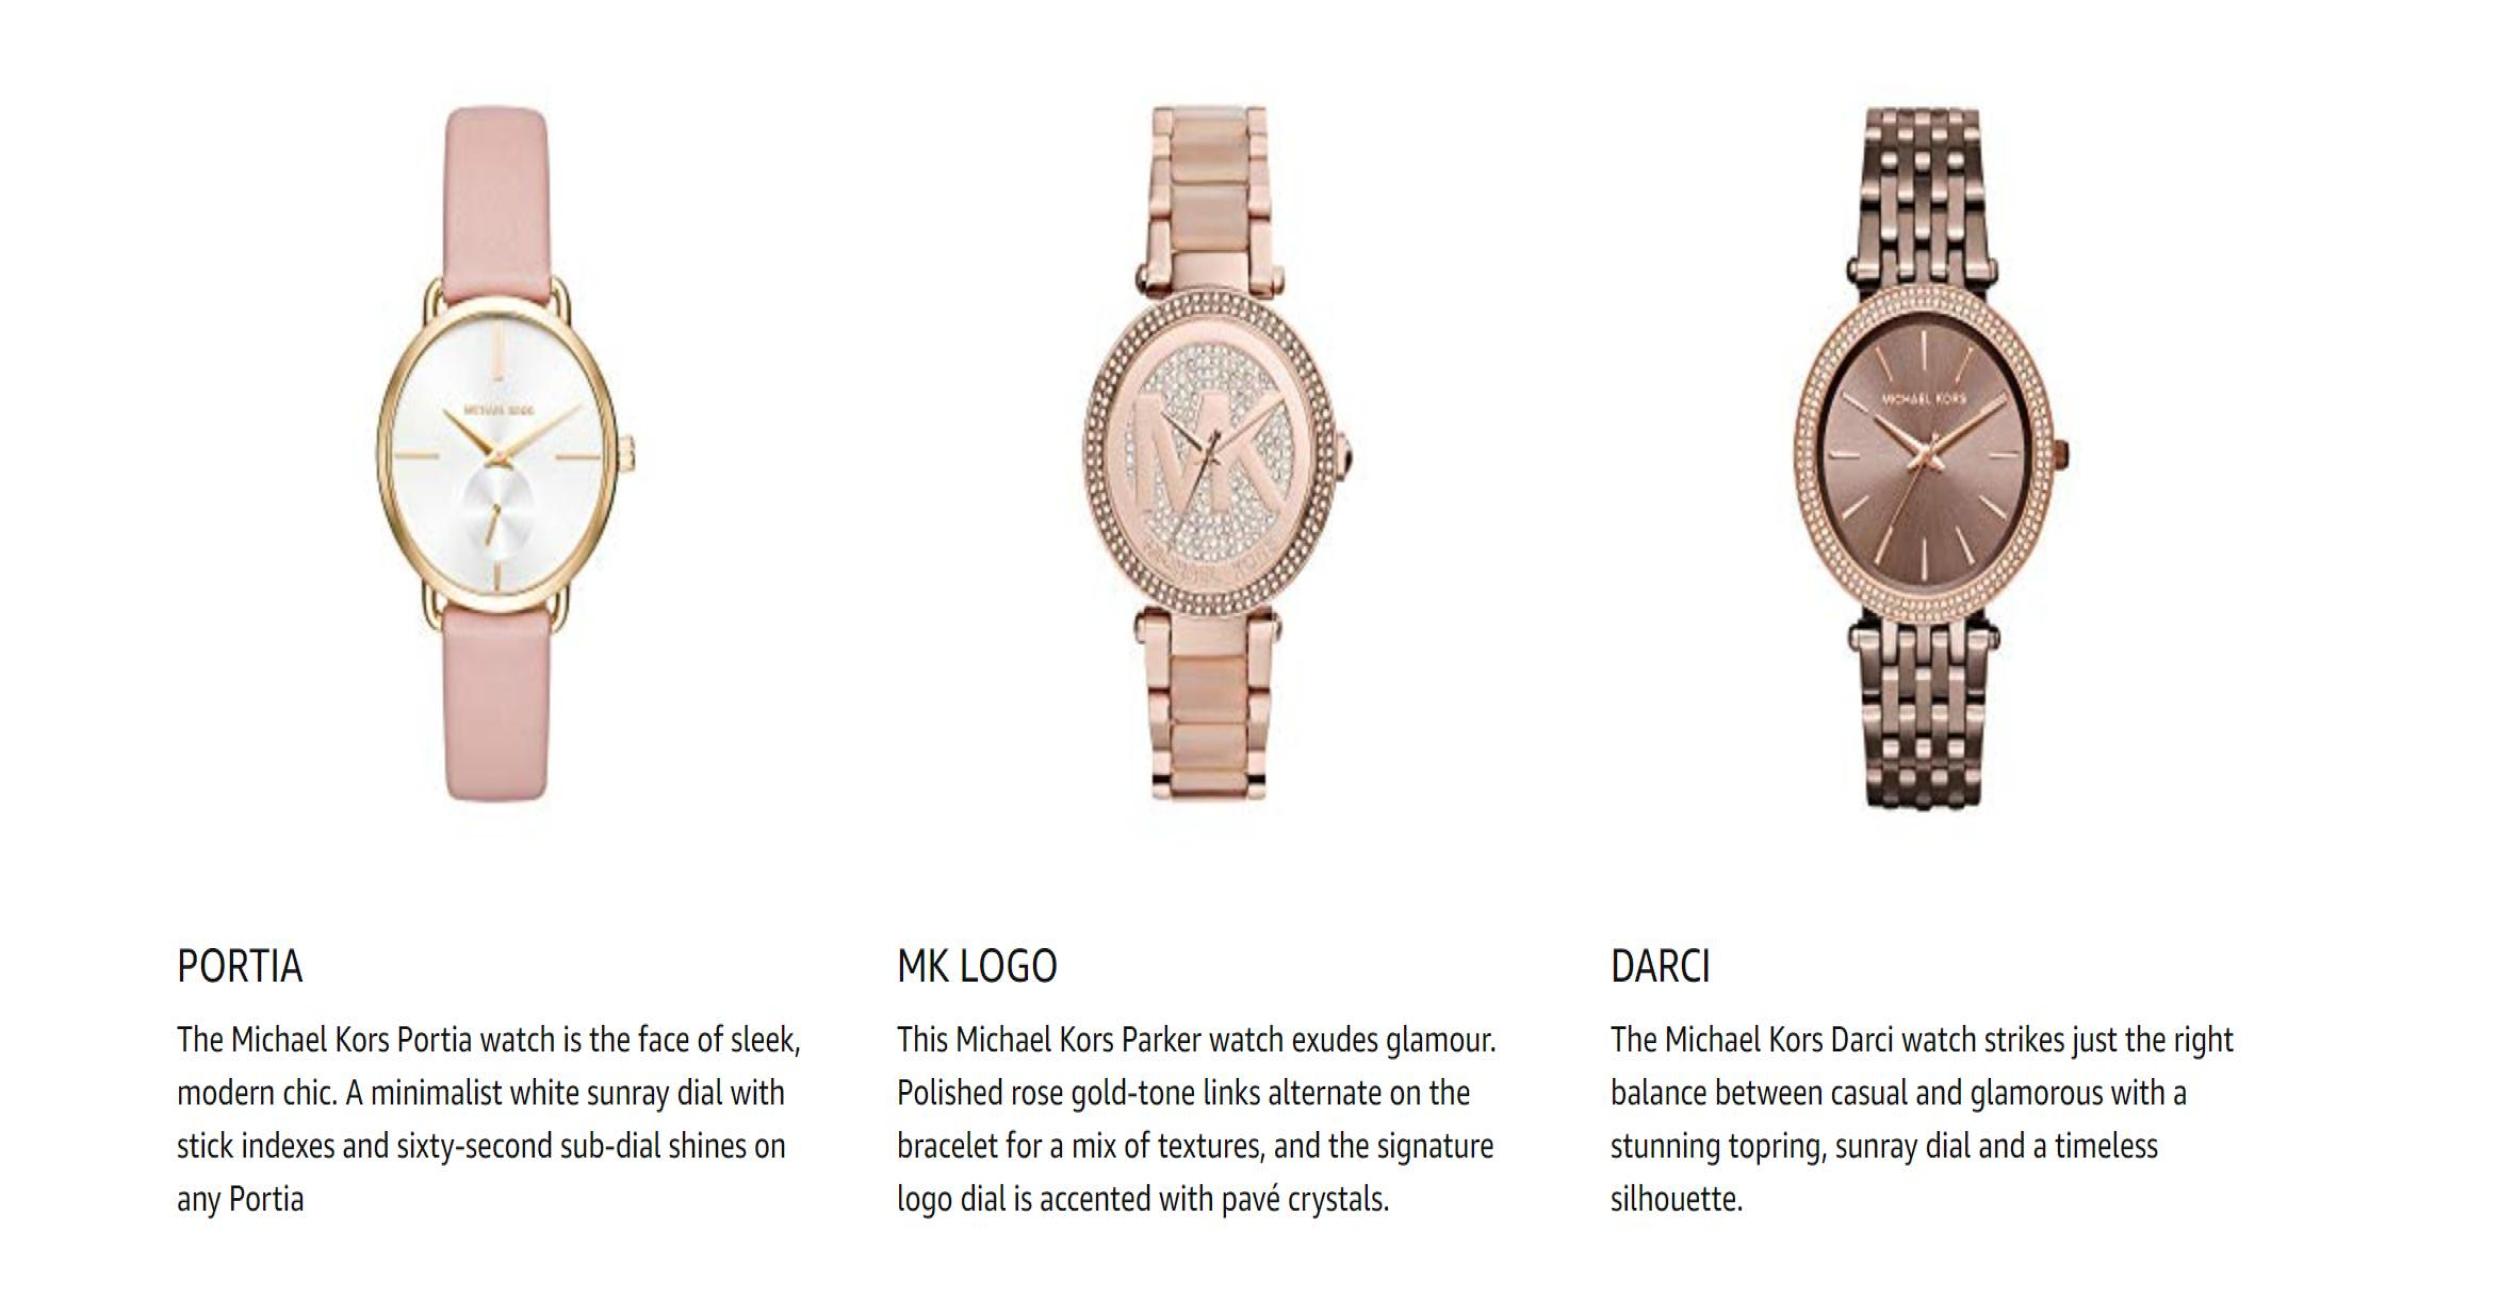 MICHAEL KORS
MK
MICHAEL KORS
MICHAEL KORS
PORTIA
The Michael Kors Portia watch is the face of sleek,
modern chic. A minimalist white sunray dial with
stick indexes and sixty-second sub-dial shines on
any Portia
MK LOGO
This Michael Kors Parker watch exudes glamour.
Polished rose gold-tone links alternate on the
bracelet for a mix of textures, and the signature
logo dial is accented with pavé crystals.
DARCI
The Michael Kors Darci watch strikes just the right
balance between casual and glamorous with a
stunning topring, sunray dial and a timeless
silhouette.